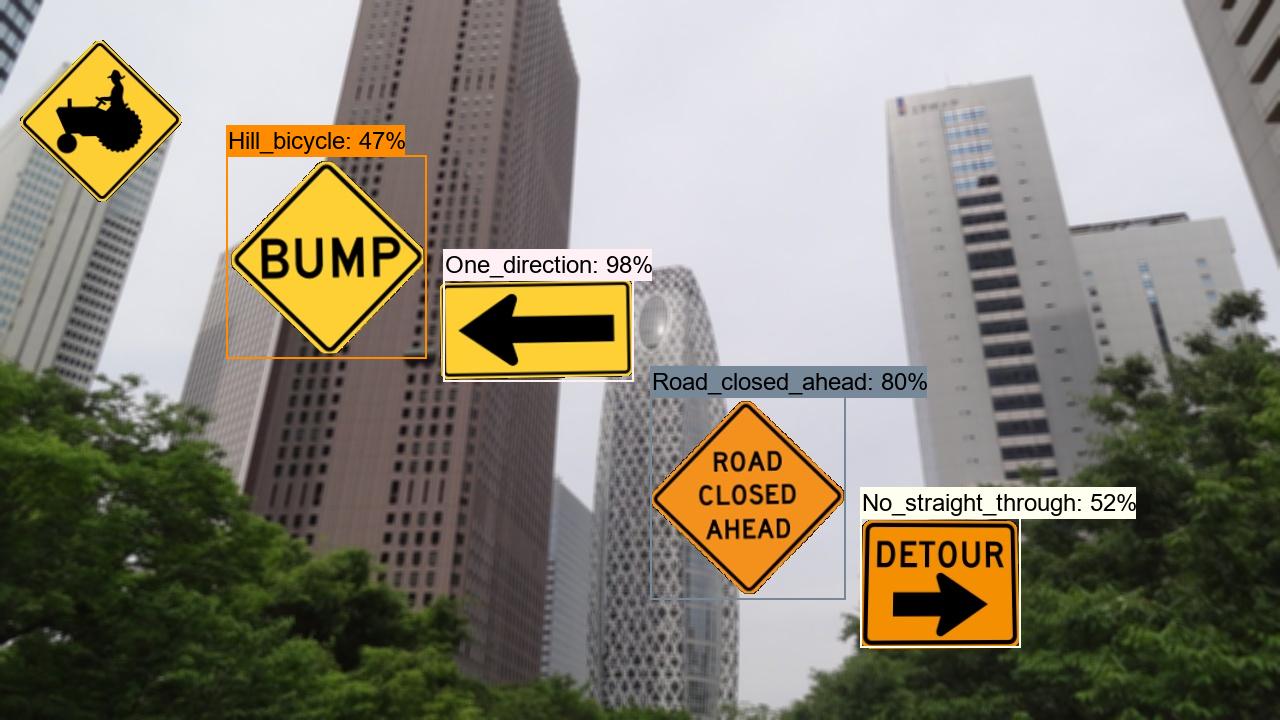 Hill_bicycle: 47%
BUMP
One_direction: 98%
Road_closed_ahead: 80%
ROAD
CLOSED
AHEAD
No_straight_through: 52%
DETOUR